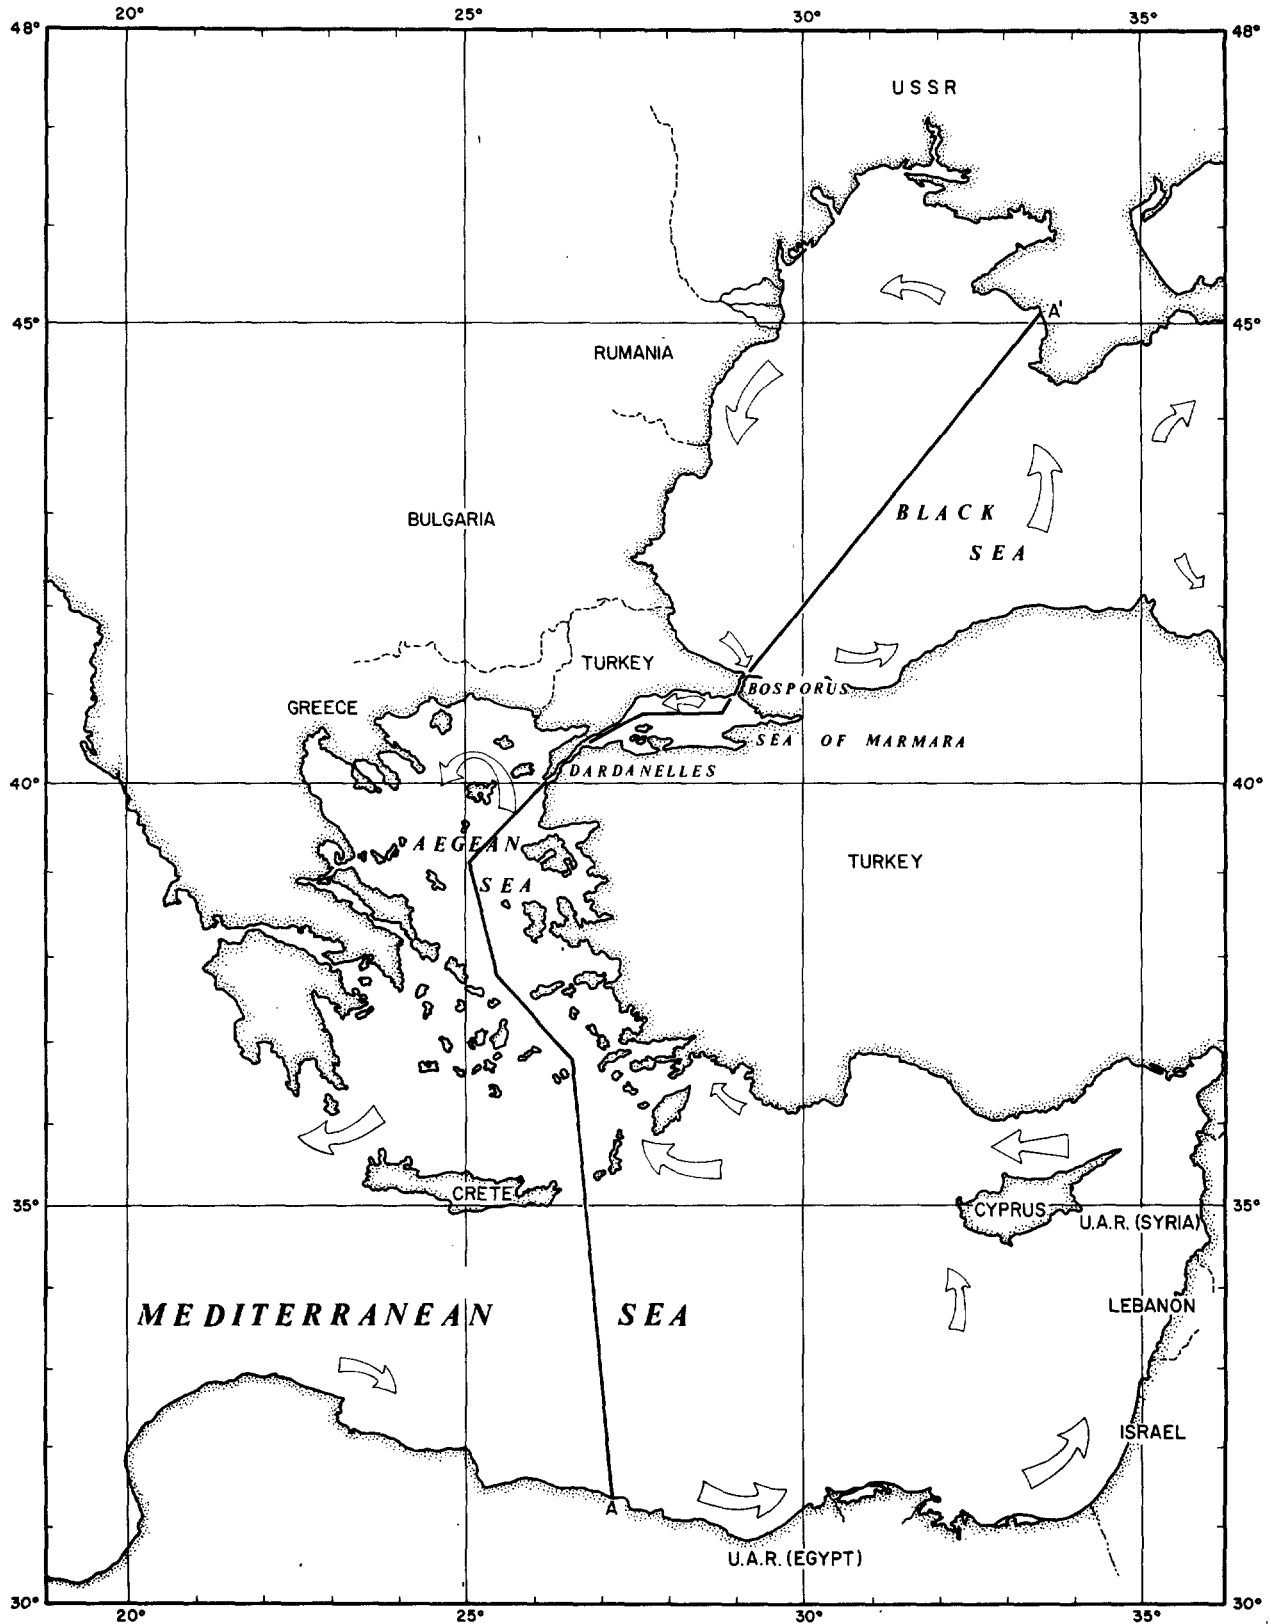 20° 25° 30° 35°
48° 48°
USSR
A'
45° 45°
RUMANIA
BLACK
BULGARIA
SEA
TURKEY
BOSPORUS
GREECE
SEA OF MARMARA
DARDANELLES
40° 40°
AEGEAN
TURKEY
SEA
CRETE
35° 35°
CYPRUS
U.A.R. (SYRIA)
LEBANON
MEDITERRANEAN SEA
ISRAEL
A
U.A.R. (EGYPT)
30° 30°
20° 25° 30° 35°